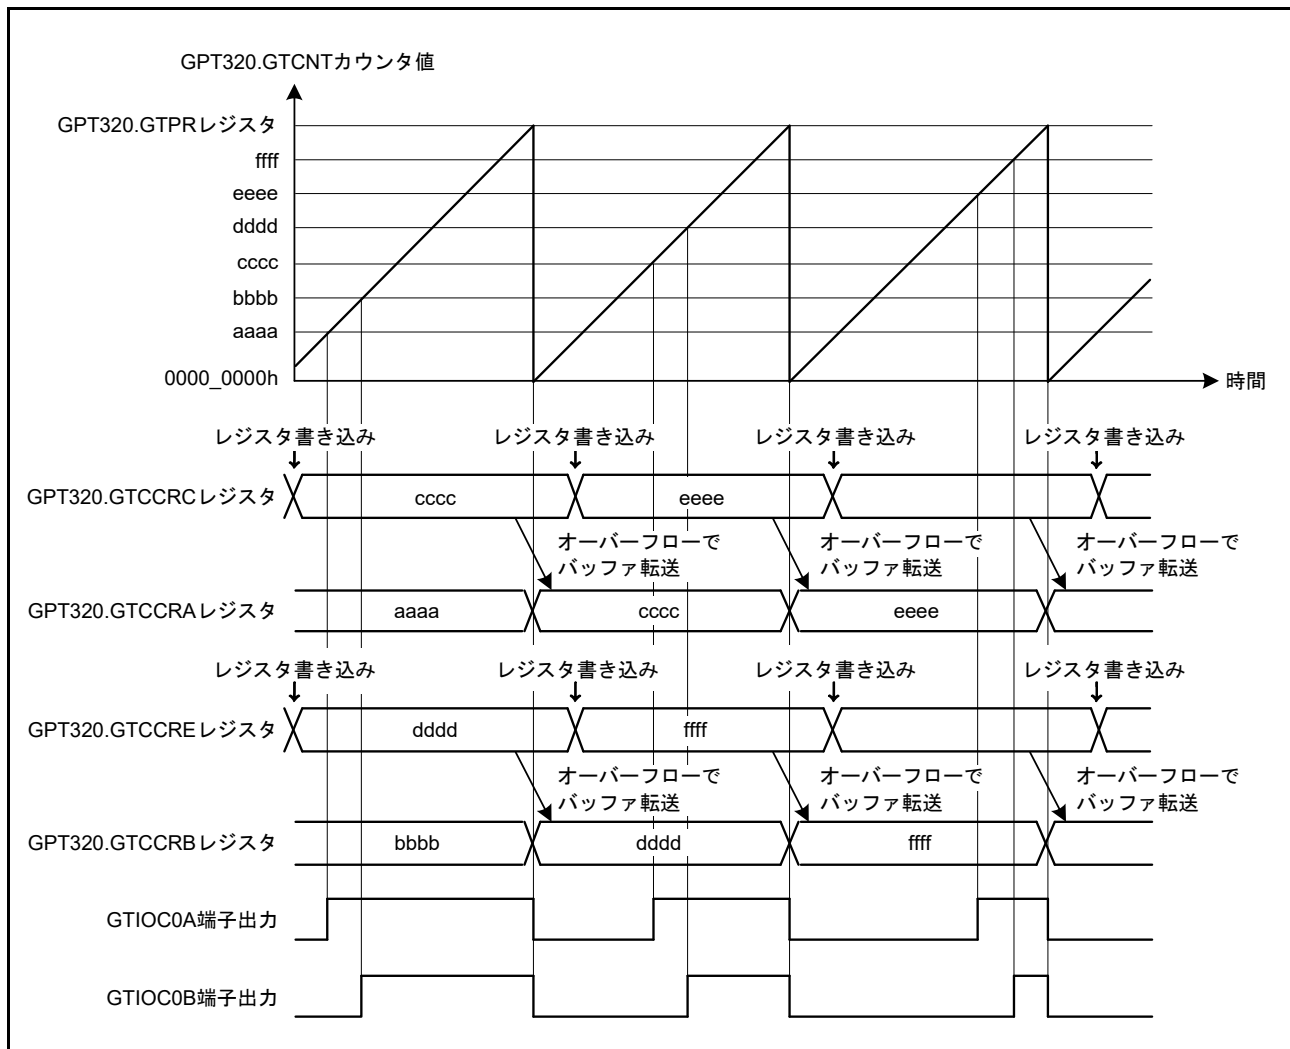 GPT320.GTCNTカウンタ値
GPT320.GTPRレジスタ
ffff
eeee
dddd
cccc
bbbb
aaaa
0000_0000h
時間
レジスタ書き込み レジスタ書き込み レジスタ書き込み レジスタ書き込み
GPT320.GTCCRCレジスタ cccc eeee
オーバーフローで オーバーフローで オーバーフローで
バッファ転送 バッファ転送 バッファ転送
GPT320.GTCCRAレジスタ aaaa cccc eeee
レジスタ書き込み レジスタ書き込み レジスタ書き込み レジスタ書き込み
GPT320.GTCCREレジスタ dddd ffff
オーバーフローで オーバーフローで オーバーフローで
バッファ転送 バッファ転送 バッファ転送
GPT320.GTCCRBレジスタ bbbb dddd ffff
GTIOC0A端子出力
GTIOC0B端子出力